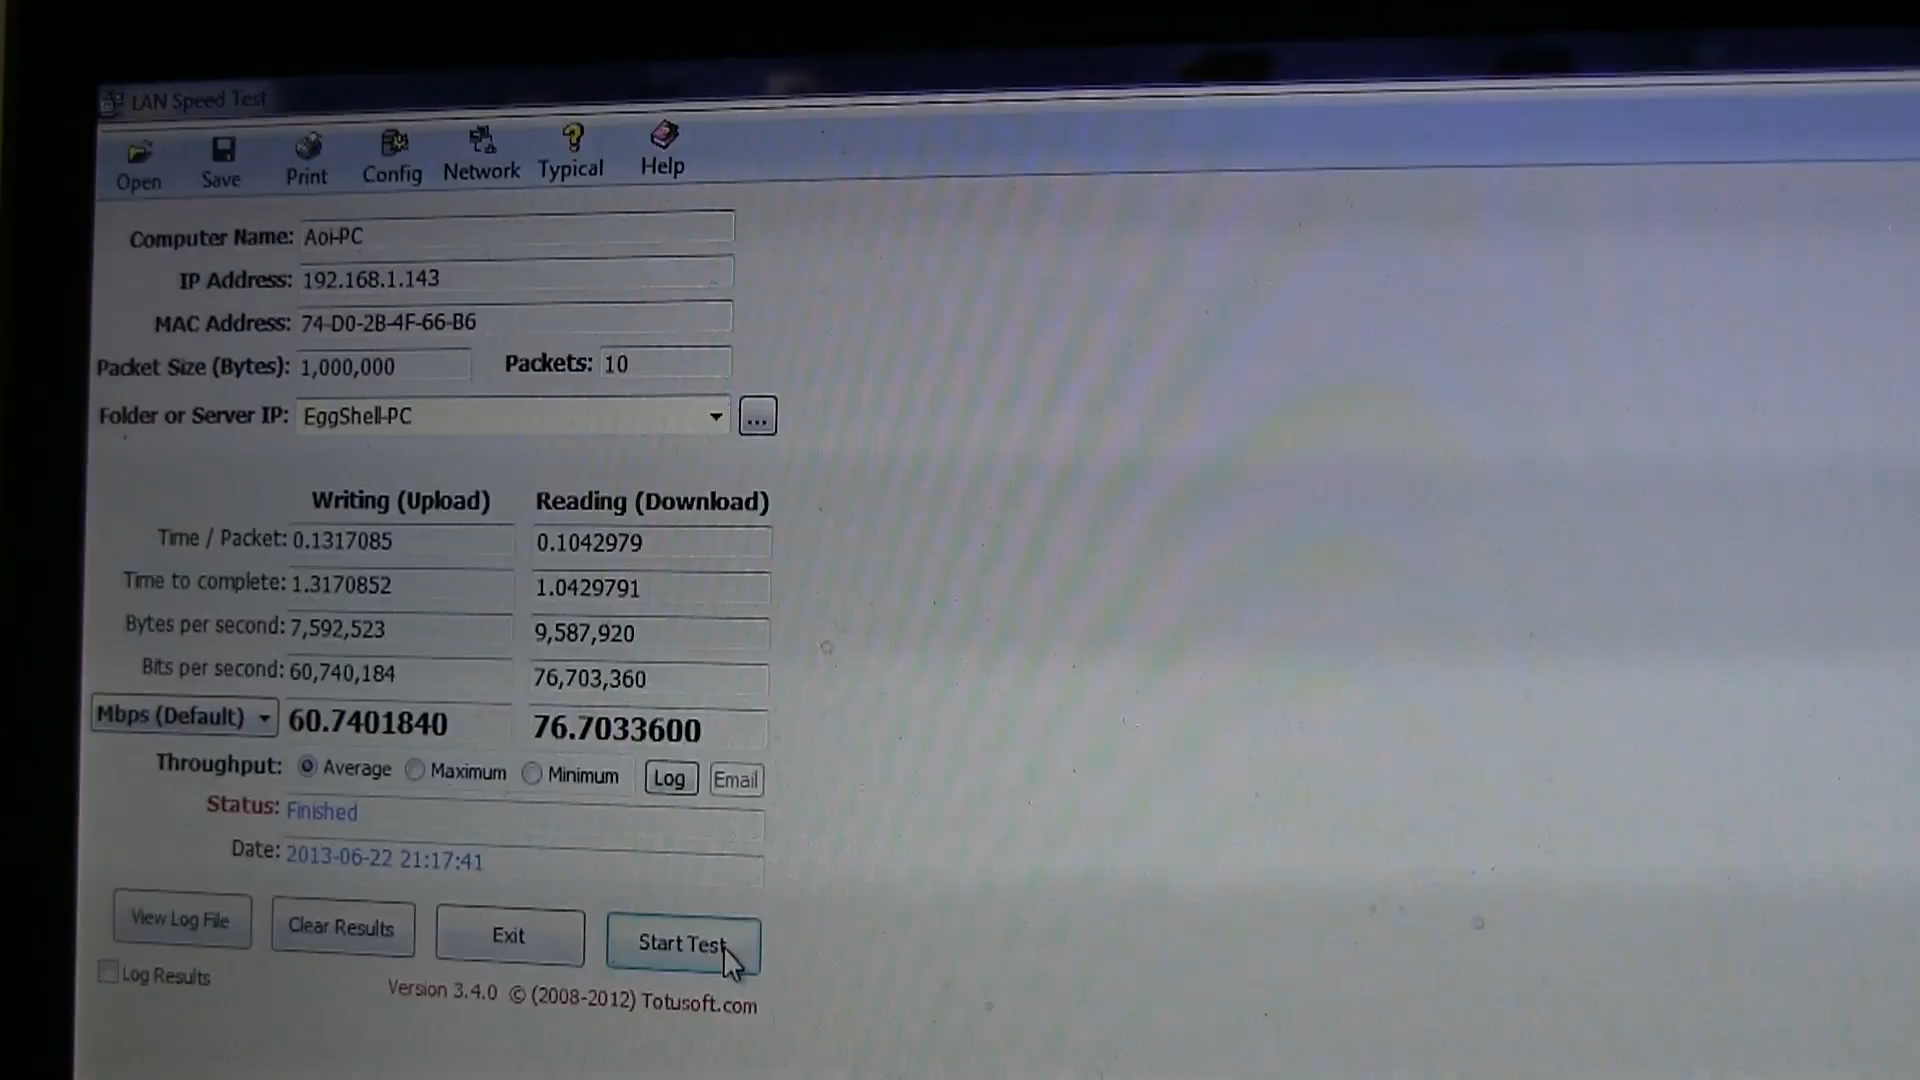 LAN Speed Test
Open Save Print Config Network Typical Help
Computer Name: Aoi-PC
IP Address: 192.168.1.143
MAC Address: 74-D0-2B-4F-66-B6
Packet Size (Bytes): 1,000,000 Packets: 10
Folder or Server IP: EggShell-PC ...
Writing (Upload) Reading (Download)
Time / Packet: 0.1317085 0.1042979
Time to complete: 1.3170852 1.0429791
Bytes per second: 7,592,523 9,587,920
Bits per second: 60,740,184 76,703,360
Mbps (Default) 60.7401840 76.7033600
Throughput: Average Maximum Minimum Log Email
Status: Finished
Date: 2013-06-22 21:17:41
View Log File Clear Results Exit Start Test
Log Results Version 3.4.0 © (2008-2012) Totusoft.com